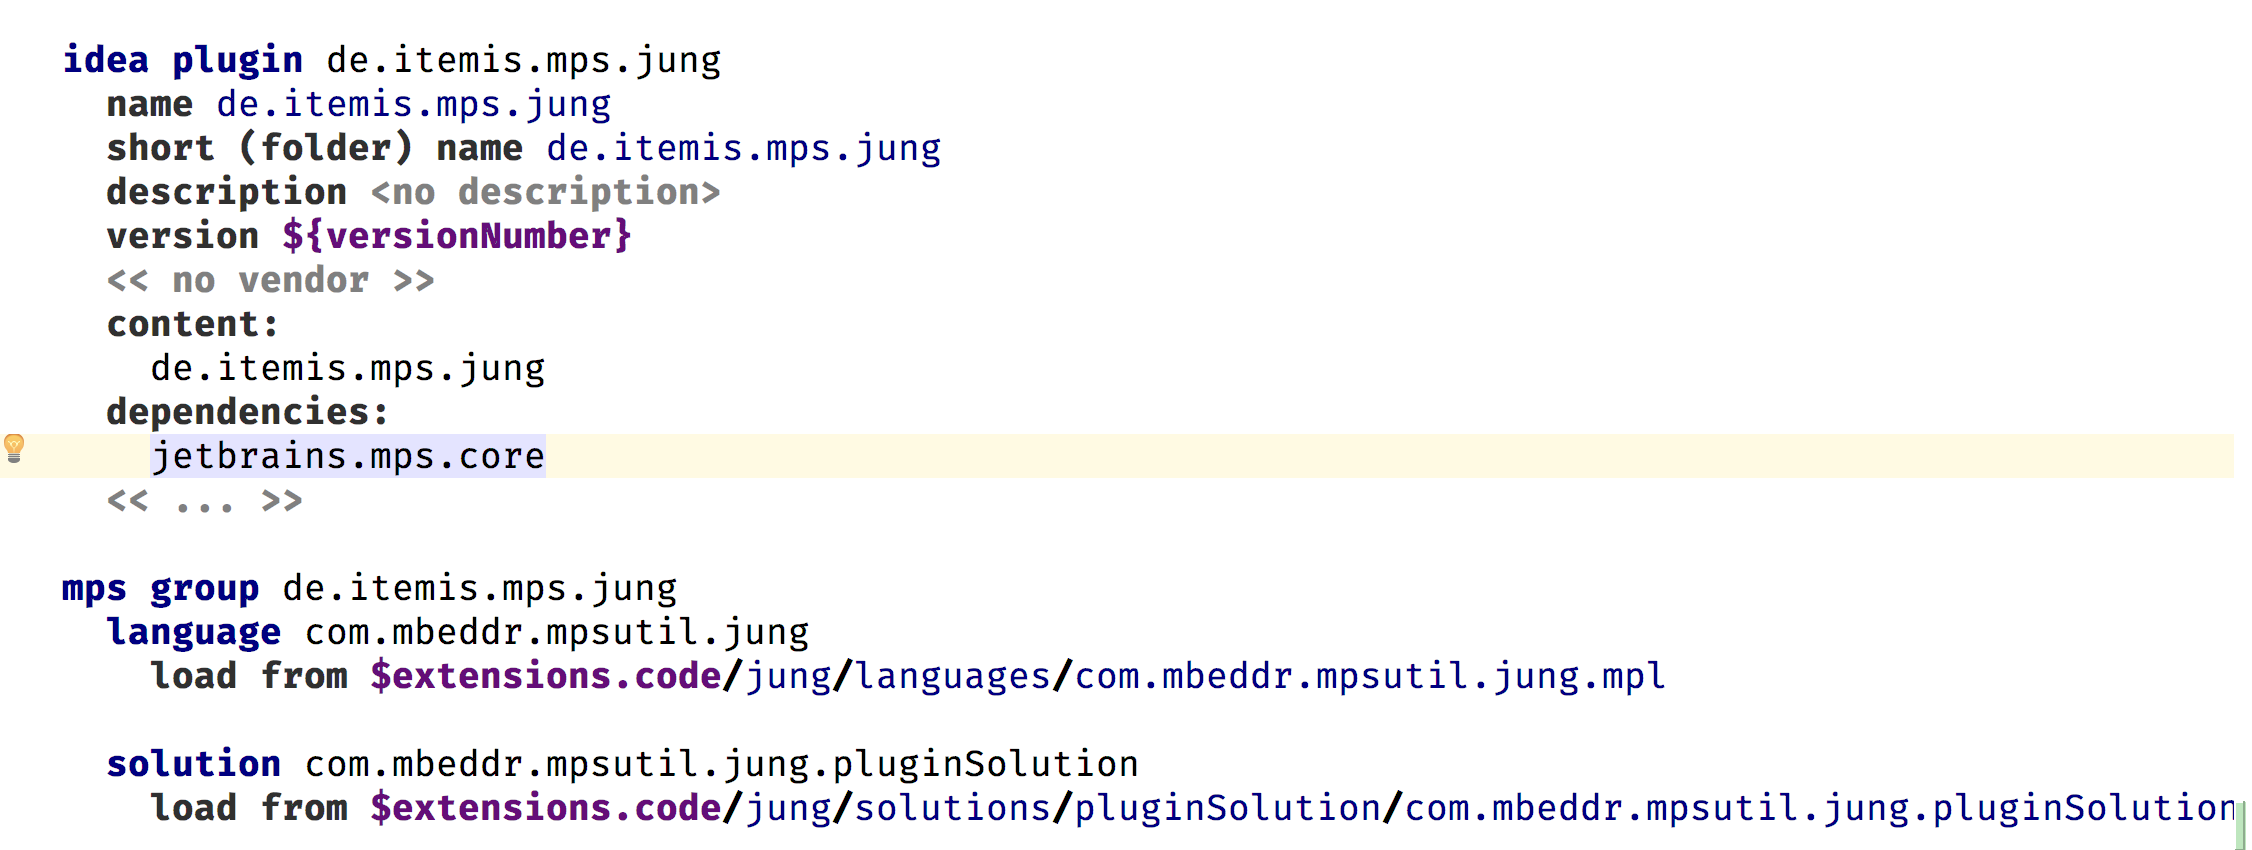 idea plugin de.itemis.mps.jung
name de.itemis.mps.jung
short (folder) name de.itemis.mps.jung
description <no description>
version ${versionNumber}
<< no vendor >>
content:
de.itemis.mps.jung
dependencies:
jetbrains.mps.core
<< ... >>
mps group de.itemis.mps.jung
language com.mbeddr.mpsutil.jung
load from $extensions.code/jung/languages/com.mbeddr.mpsutil.jung.mpl
solution com.mbeddr.mpsutil.jung.pluginSolution
load from $extensions.code/jung/solutions/pluginSolution/com.mbeddr.mpsutil.jung.pluginSolution